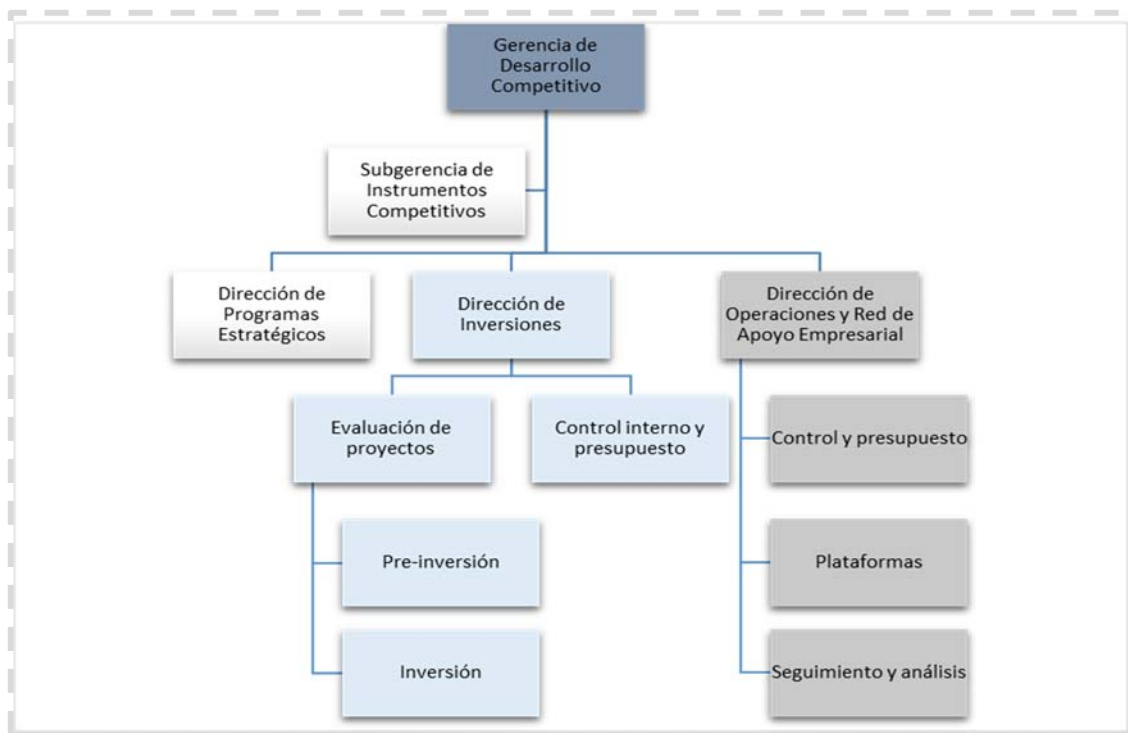 Gerencia de
Desarrollo
Competitivo
Subgerencia de
Instrumentos
Competitivos
Dirección de
Programas
Estratégicos
Dirección de
Inversiones
Dirección de
Operaciones y Red de
Apoyo Empresarial
Evaluación de
proyectos
Control interno y
presupuesto
Control y presupuesto
Pre-inversión
Plataformas
Inversión
Seguimiento y análisis